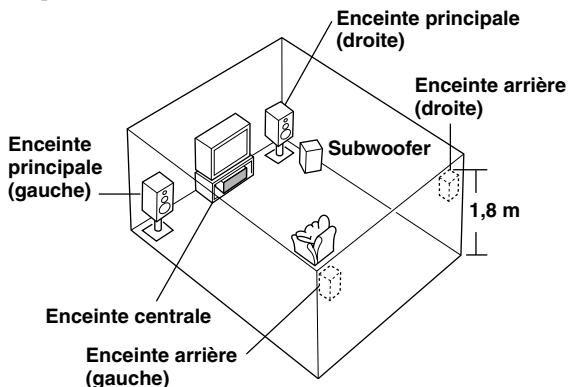 Enceinte principale
(droite)
Enceinte arrière
(droite)
Enceinte
principale
(gauche)
Subwoofer
1,8 m
Enceinte centrale
Enceinte arrière
(gauche)